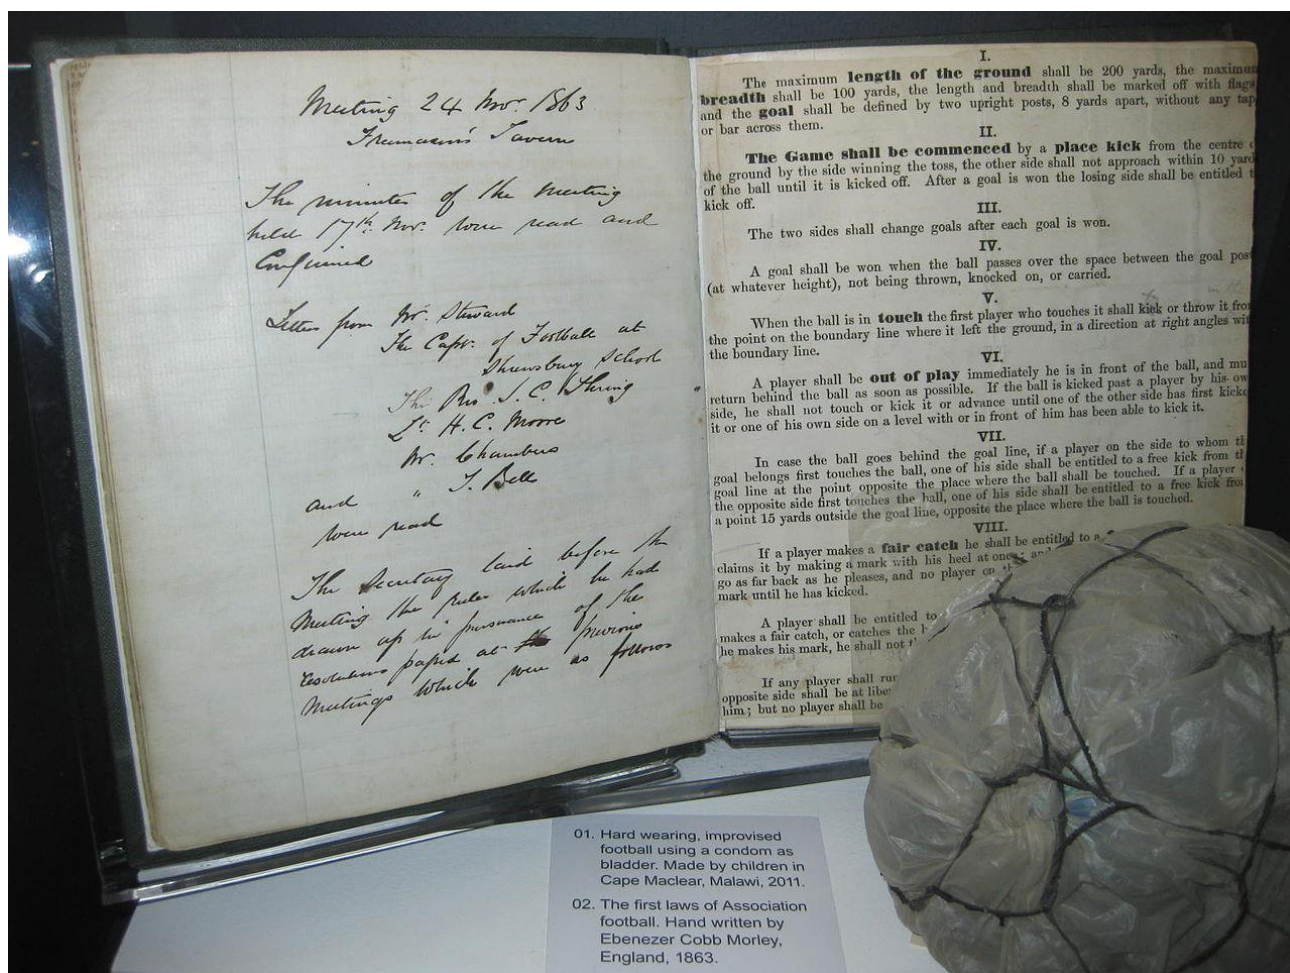 Meeting 24 Novr 1863
Freemason's Tavern
The minutes of the Meeting
held 17th Novr. were read and
Confirmed
Letters from Mr. Steward
The Capt. of Football at
Shrewsbury School
The Rev. J. C. Thring "
Lt. H. C. Moore
Mr. Chambers
and " J. Bell
were read
The Secretary laid before the
Meeting the Rules which he had
drawn up in pursuance of the
resolutions passed at the previous
Meetings which were as follows
I.
The maximum length of the ground shall be 200 yards, the maximum
breadth shall be 100 yards, the length and breadth shall be marked off with flags
and the goal shall be defined by two upright posts, 8 yards apart, without any tap
or bar across them.
II.
The Game shall be commenced by a place kick from the centre o
the ground by the side winning the toss, the other side shall not approach within 10 yard
of the ball until it is kicked off. After a goal is won the losing side shall be entitled t
kick off.
III.
The two sides shall change goals after each goal is won.
IV.
A goal shall be won when the ball passes over the space between the goal post
(at whatever height), not being thrown, knocked on, or carried.
V.
When the ball is in touch the first player who touches it shall kick or throw it from
the point on the boundary line where it left the ground, in a direction at right angles wit
the boundary line.
VI.
A player shall be out of play immediately he is in front of the ball, and mu
return behind the ball as soon as possible. If the ball is kicked past a player by his ow
side, he shall not touch or kick it or advance until one of the other side has first kicke
it or one of his own side on a level with or in front of him has been able to kick it.
VII.
In case the ball goes behind the goal line, if a player on the side to whom th
goal belongs first touches the ball, one of his side shall be entitled to a free kick from th
goal line at the point opposite the place where the ball shall be touched. If a player
the opposite side first touches the ball, one of his side shall be entitled to a free kick from
a point 15 yards outside the goal line, opposite the place where the ball is touched.
VIII.
If a player makes a fair catch he shall be entitled to a
claims it by making a mark with his heel at once; and
go as far back as he pleases, and no player on th
mark until he has kicked.
A player shall be entitled to
makes a fair catch, or catches the b
he makes his mark, he shall not
If any player shall ru
opposite side shall be at libe
him; but no player shall be
01. Hard wearing, improvised
football using a condom as
bladder. Made by children in
Cape Maclear, Malawi, 2011.
02. The first laws of Association
football. Hand written by
Ebenezer Cobb Morley,
England, 1863.